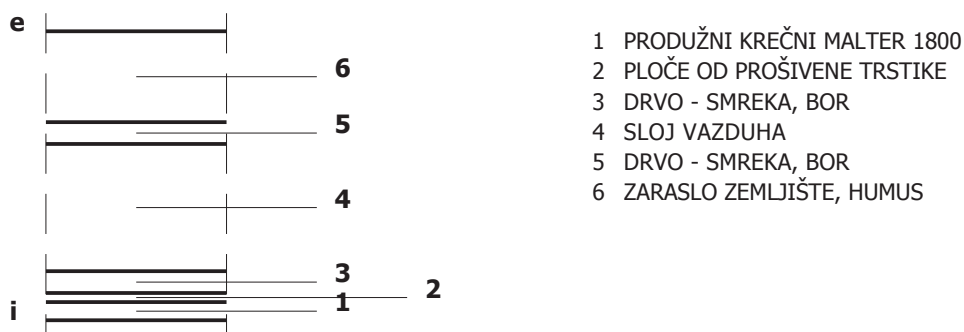 e
6
5
4
3
2
1
i
1 PRODUŽNI KREČNI MALTER 1800
2 PLOČE OD PROŠIVENE TRSTIKE
3 DRVO - SMREKA, BOR
4 SLOJ VAZDUHA
5 DRVO - SMREKA, BOR
6 ZARASLO ZEMLJIŠTE, HUMUS